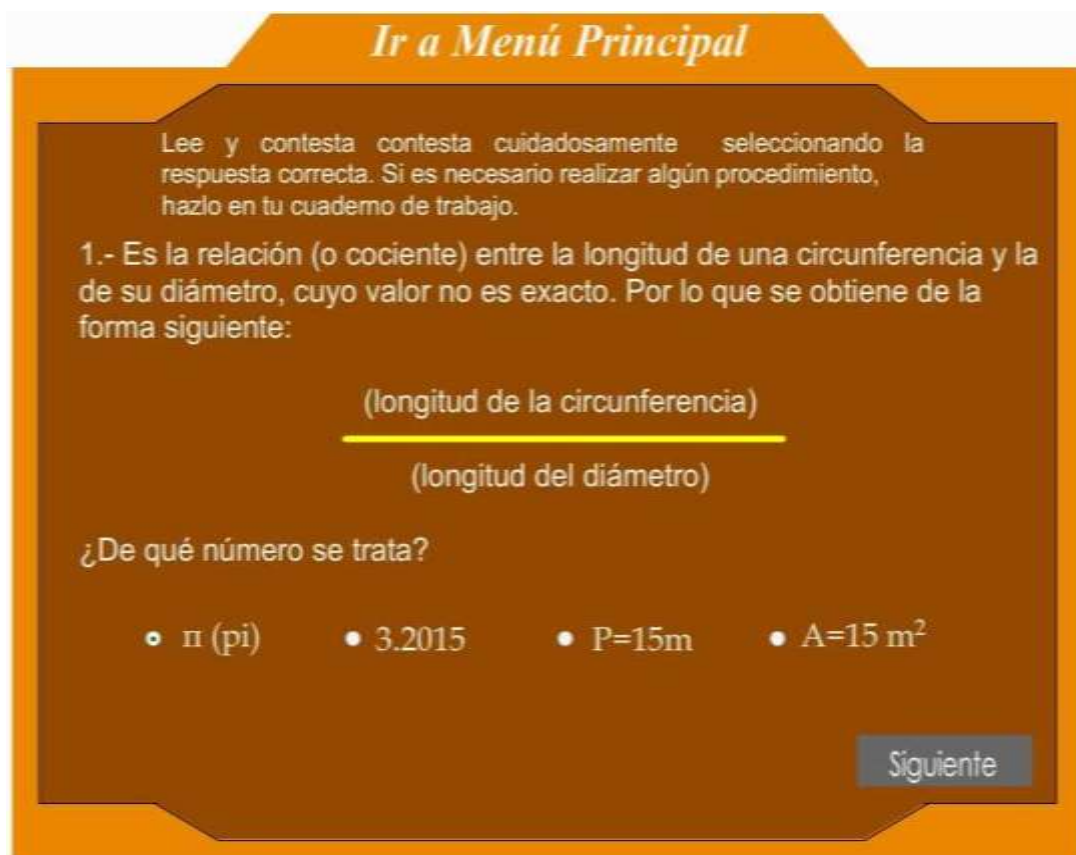 Ir a Menú Principal
Lee y contesta contesta cuidadosamente seleccionando la
respuesta correcta. Si es necesario realizar algún procedimiento,
hazlo en tu cuaderno de trabajo.
1.- Es la relación (o cociente) entre la longitud de una circunferencia y la
de su diámetro, cuyo valor no es exacto. Por lo que se obtiene de la
forma siguiente:
(longitud de la circunferencia)
(longitud del diámetro)
¿De qué número se trata?
π (pi) 3.2015 P=15m A=15 m²
Siguiente